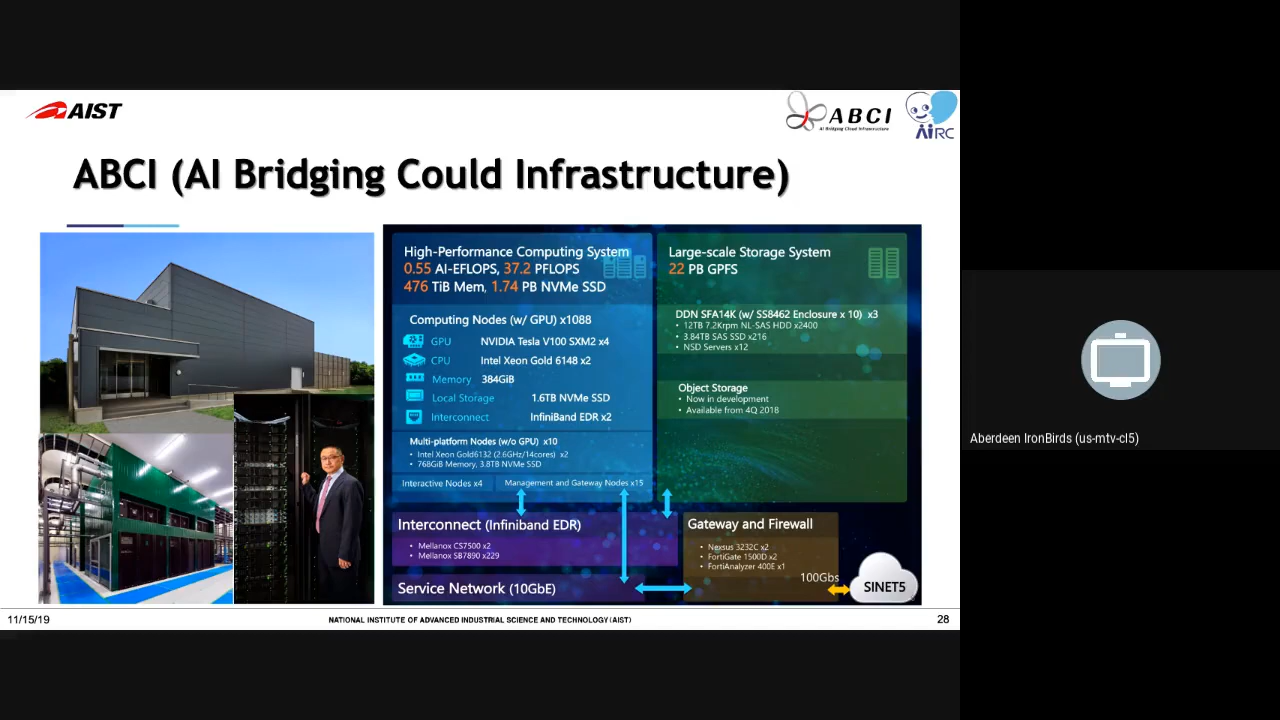 AIST
ABCI
AI Bridging Cloud Infrastructure
AIRC
ABCI (AI Bridging Could Infrastructure)
High-Performance Computing System
0.55 AI-EFLOPS, 37.2 PFLOPS
476 TiB Mem, 1.74 PB NVMe SSD
Computing Nodes (w/ GPU) x1088
GPU NVIDIA Tesla V100 SXM2 x4
CPU Intel Xeon Gold 6148 x2
Memory 384GiB
Local Storage 1.6TB NVMe SSD
Interconnect InfiniBand EDR x2
Multi-platform Nodes (w/o GPU) x10
• Intel Xeon Gold6132 (2.6GHz/14cores) x2
• 768GiB Memory, 3.8TB NVMe SSD
Interactive Nodes x4
Management and Gateway Nodes x15
Large-scale Storage System
22 PB GPFS
DDN SFA14K (w/ SS8462 Enclosure x 10) x3
• 12TB 7.2Krpm NL-SAS HDD x2400
• 3.84TB SAS SSD x216
• NSD Servers x12
Object Storage
• Now in development
• Available from 4Q 2018
Interconnect (Infiniband EDR)
• Mellanox CS7500 x2
• Mellanox SB7890 x229
Service Network (10GbE)
Gateway and Firewall
• Nexsus 3232C x2
• FortiGate 1500D x2
• FortiAnalyzer 400E x1
100Gbs
SINET5
11/15/19
NATIONAL INSTITUTE OF ADVANCED INDUSTRIAL SCIENCE AND TECHNOLOGY (AIST)
28
Aberdeen IronBirds (us-mtv-cl5)